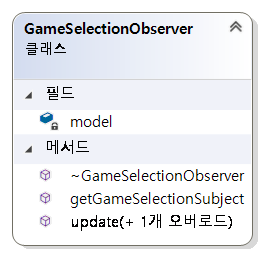 GameSelectionObserver
클래스
필드
model
메서드
~GameSelectionObserver
getGameSelectionSubject
update(+ 1개 오버로드)